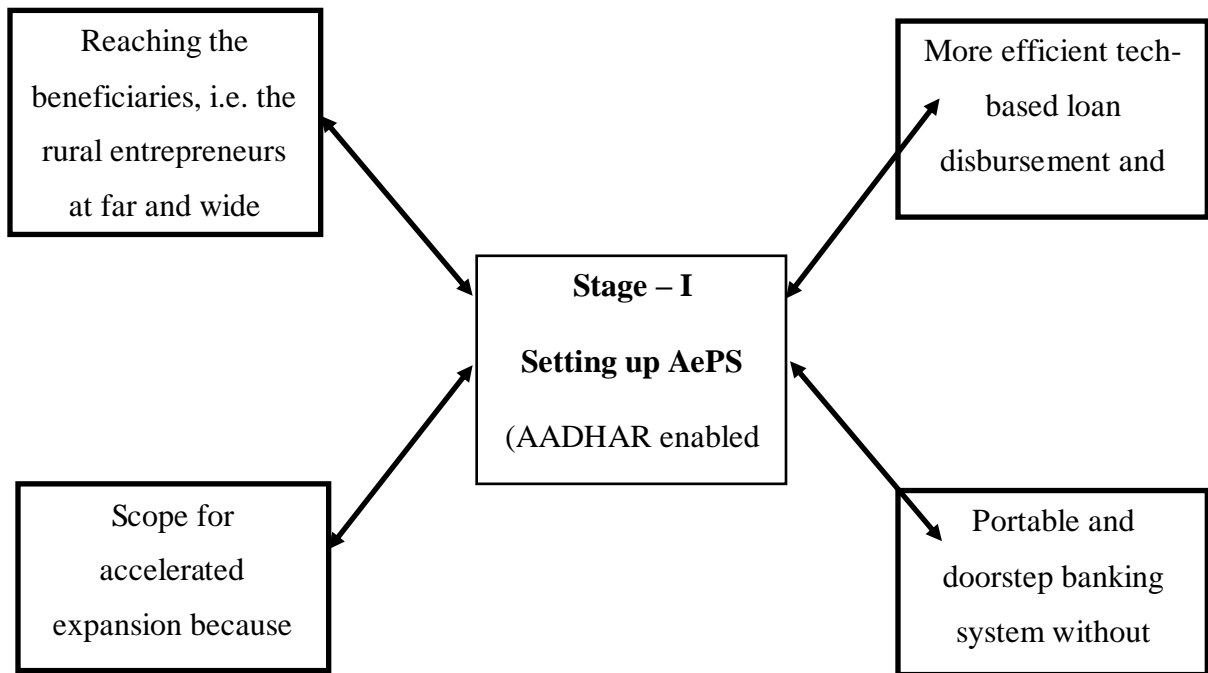 Reaching the
beneficiaries, i.e. the
rural entrepreneurs
at far and wide
More efficient tech-
based loan
disbursement and
Stage – I
Setting up AePS
(AADHAR enabled
Scope for
accelerated
expansion because
Portable and
doorstep banking
system without